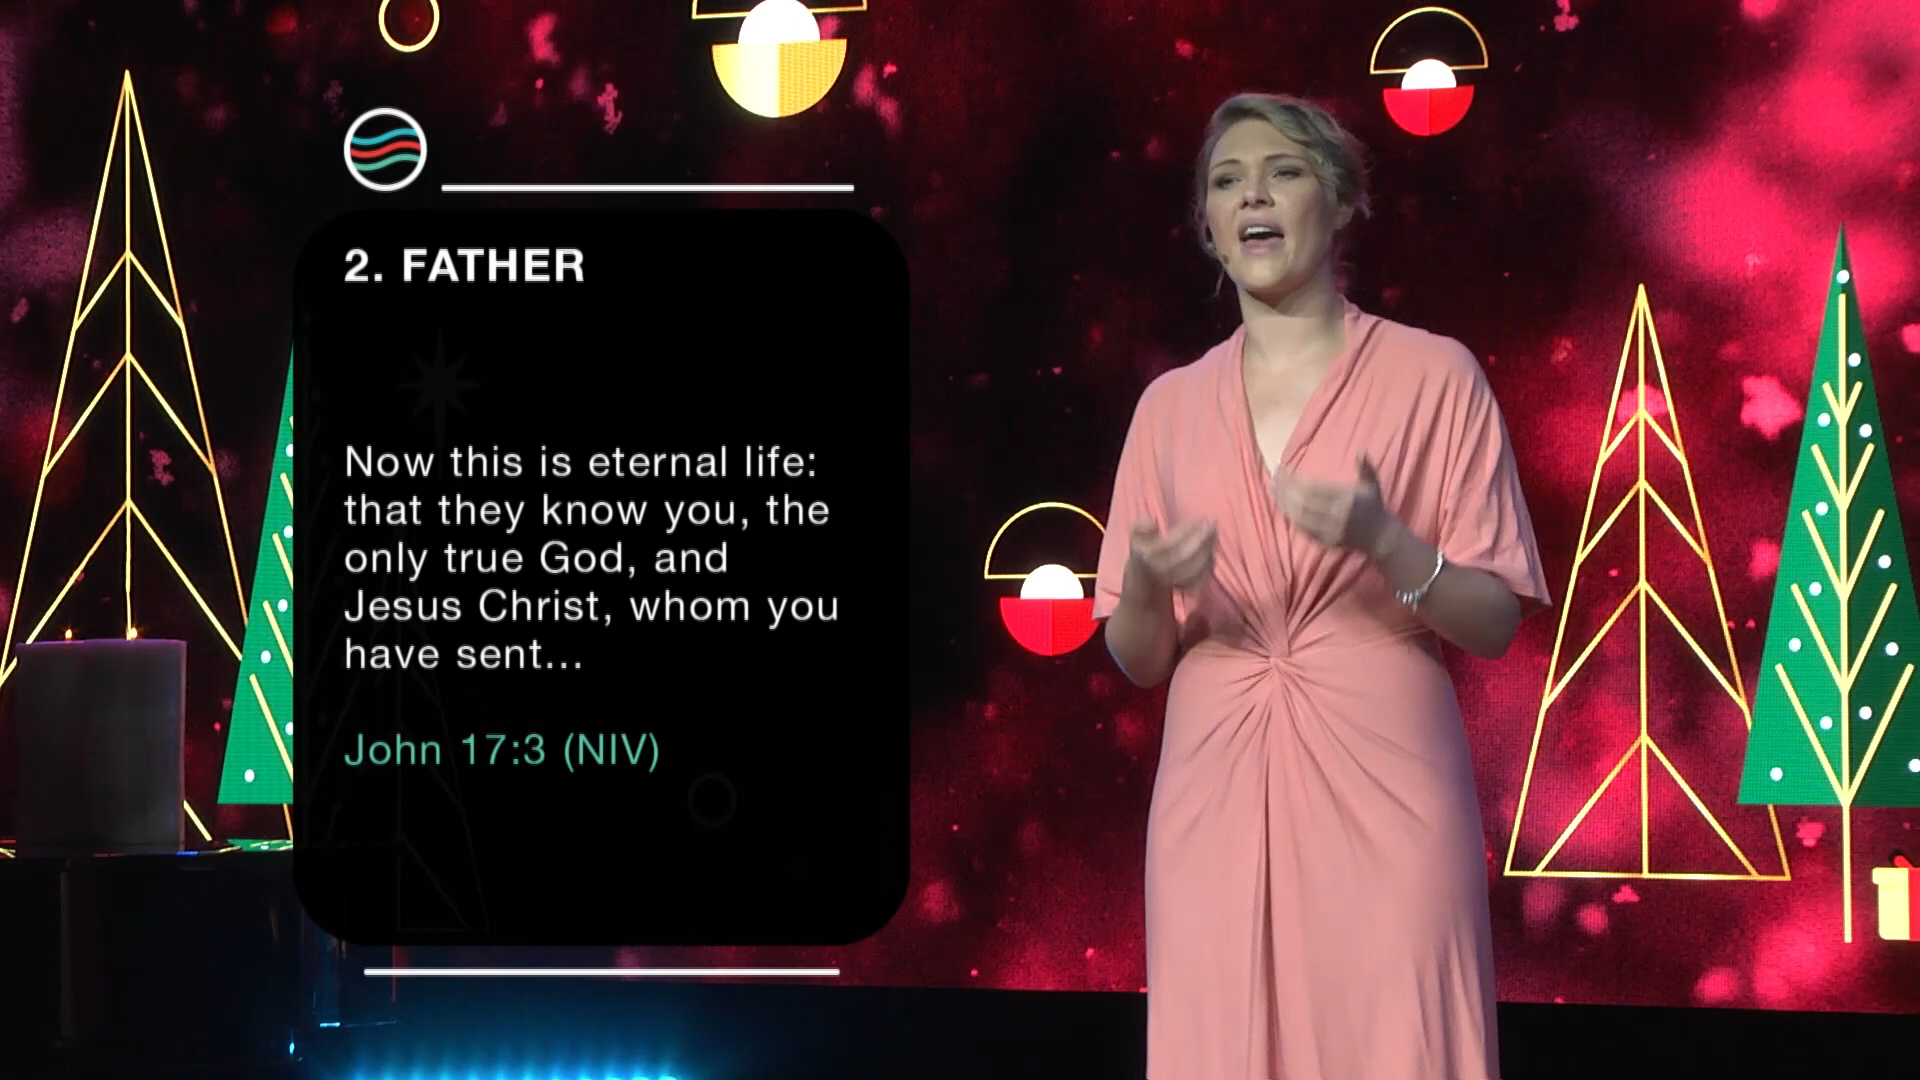 2. FATHER
Now this is eternal life:
that they know you, the
only true God, and
Jesus Christ, whom you
have sent...
John 17:3 (NIV)